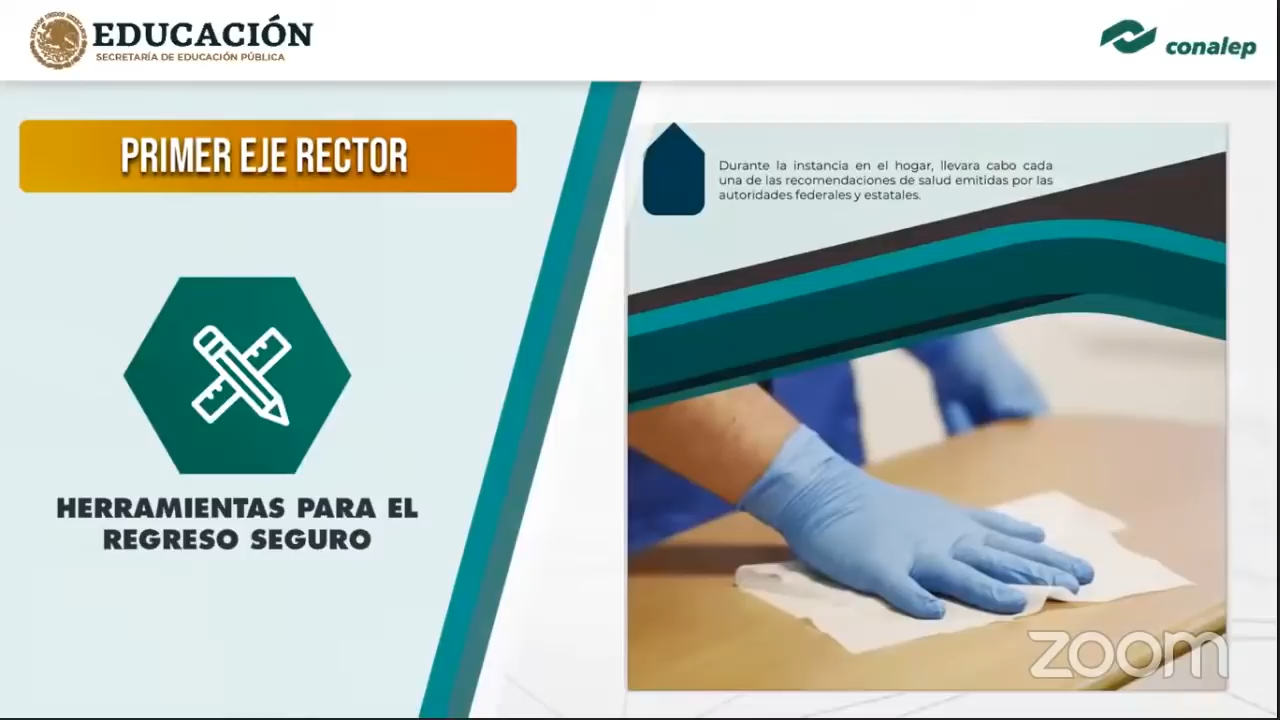 EDUCACIÓN
SECRETARÍA DE EDUCACIÓN PÚBLICA
conalep
PRIMER EJE RECTOR
HERRAMIENTAS PARA EL
REGRESO SEGURO
Durante la instancia en el hogar, llevara cabo cada
una de las recomendaciones de salud emitidas por las
autoridades federales y estatales.
zoom